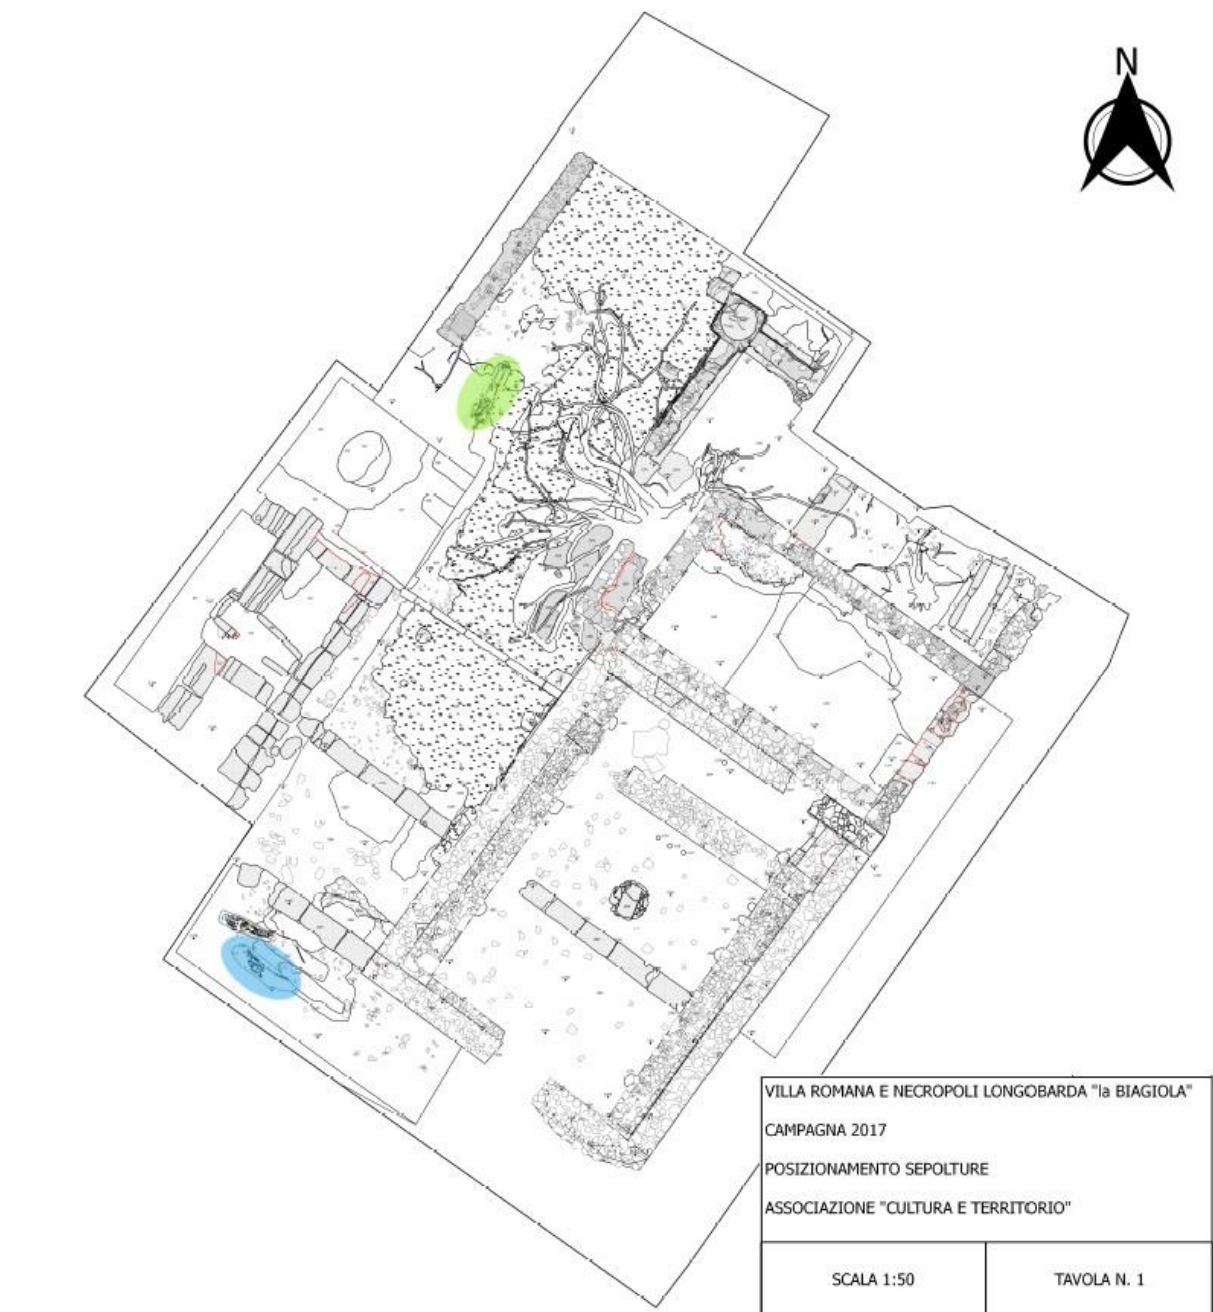 N
VILLA ROMANA E NECROPOLI LONGOBARDA "la BIAGIOLA"
CAMPAGNA 2017
POSIZIONAMENTO SEPOLTURE
ASSOCIAZIONE "CULTURA E TERRITORIO"
SCALA 1:50
TAVOLA N. 1